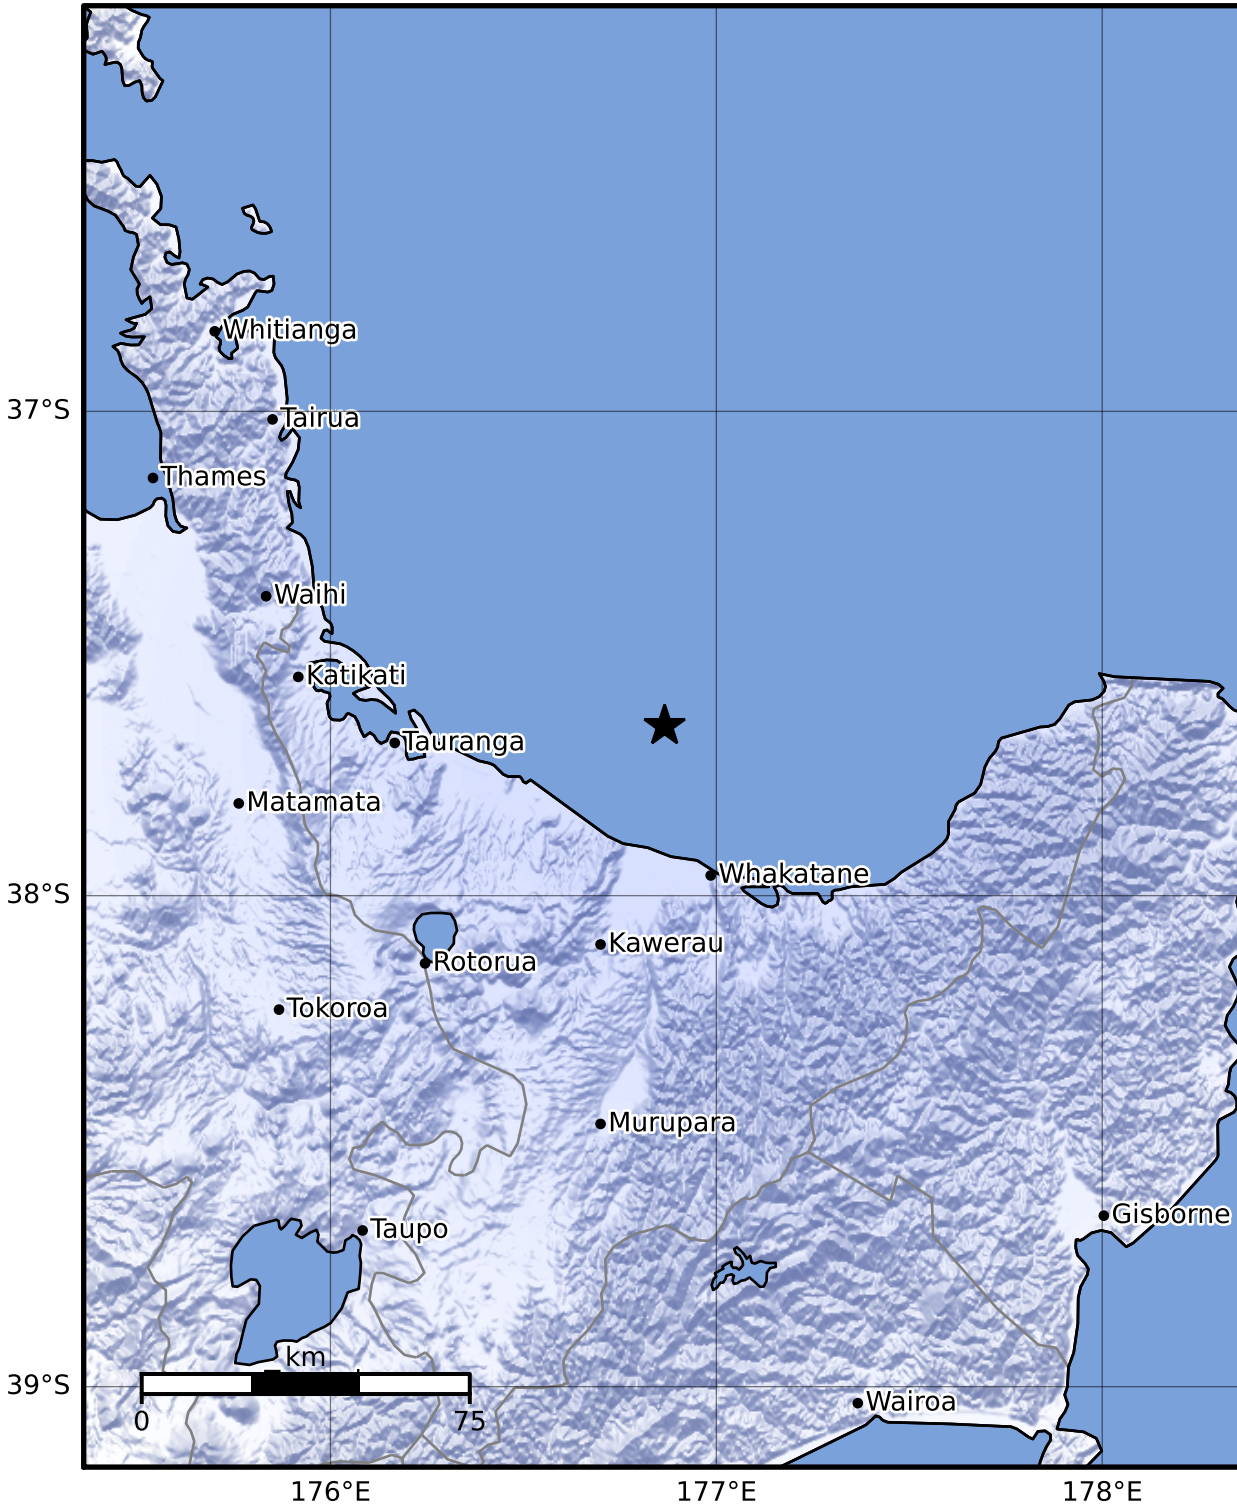 Whitianga
37°S
Tairua
Thames
Waihi
Katikati
Tauranga
Matamata
Whakatane
38°S
Kawerau
Rotorua
Tokoroa
Murupara
Gisborne
Taupo
km
39°S
Wairoa
0 75
176°E 177°E 178°E